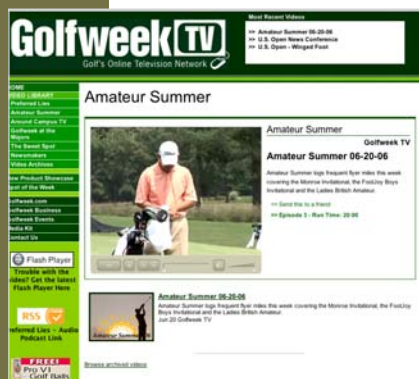 Golfweek TV
Golf's Online Television Network
Most Recent Videos
>> Amateur Summer 06-20-06
>> U.S. Open News Conference
>> U.S. Open - Winged Foot
HOME
VIDEO LIBRARY
Preferred Lies
Amateur Summer
Around Campus TV
Golfweek at the
Majors
The Sweet Spot
Newsmakers
Video Archives
New Product Showcase
Spot of the Week
Golfweek.com
Golfweek Business
Golfweek Events
Media Kit
Contact Us
Flash Player
Trouble with the
video? Get the latest
Flash Player Here
RSS
Preferred Lies - Audio
Podcast Link
FREE!
Pro V1
Golf Balls
Amateur Summer
Amateur Summer
Golfweek TV
Amateur Summer 06-20-06
Amateur Summer logs frequent flyer miles this week
covering the Monroe Invitational, the FootJoy Boys
Invitational and the Ladies British Amateur.
>> Send this to a friend
>> Episode 3 - Run Time: 20:00
Amateur Summer
Amateur Summer 06-20-06
Amateur Summer logs frequent flyer miles this week covering the Monroe Invitational, the FootJoy
Boys Invitational and the Ladies British Amateur.
Jun 20 Golfweek TV
Browse archived videos